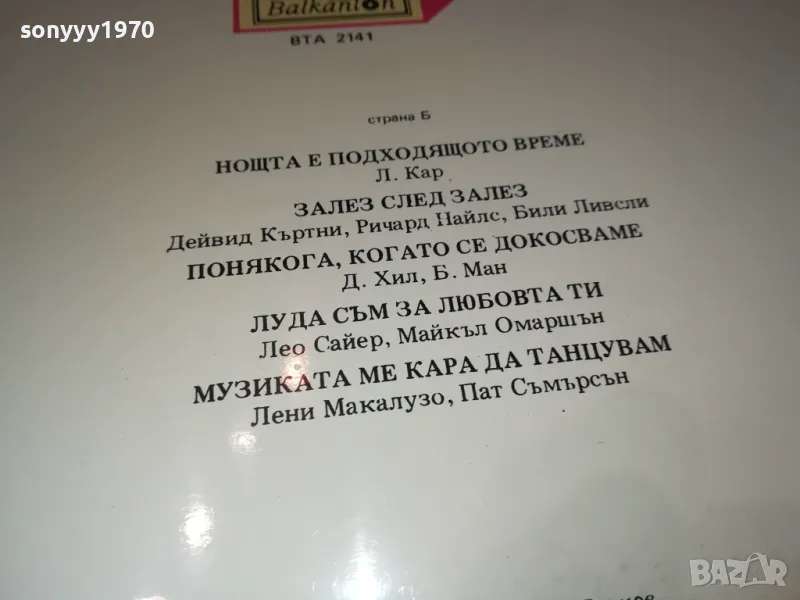 sonyyy1970
Balkanton
ВТА 2141
страна Б
НОЩТА Е ПОДХОДЯЩОТО ВРЕМЕ
Л. Кар
ЗАЛЕЗ СЛЕД ЗАЛЕЗ
Дейвид Къртни, Ричард Найлс, Били Ливсли
ПОНЯКОГА, КОГАТО СЕ ДОКОСВАМЕ
Д. Хил, Б. Ман
ЛУДА СЪМ ЗА ЛЮБОВТА ТИ
Лео Сайер, Майкъл Омаршън
МУЗИКАТА МЕ КАРА ДА ТАНЦУВАМ
Лени Макалузо, Пат Съмърсън
BAZAR